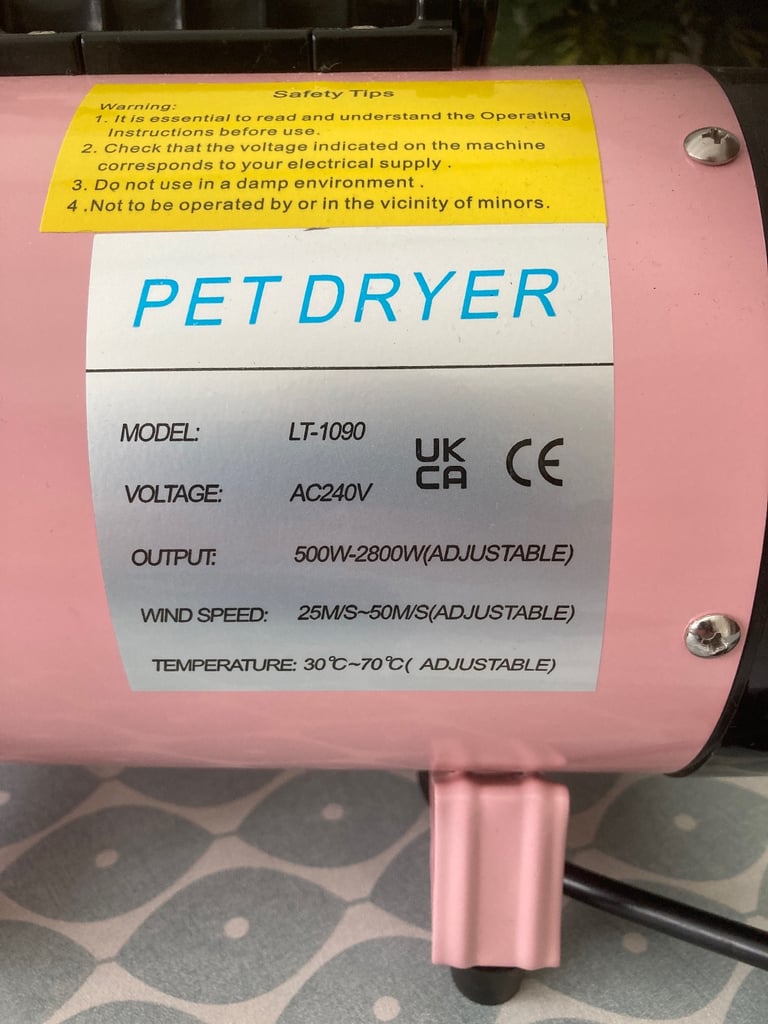 Safety Tips
Warning:
1. It is essential to read and understand the Operating
Instructions before use.
2. Check that the voltage indicated on the machine
corresponds to your electrical supply .
3. Do not use in a damp environment .
4 .Not to be operated by or in the vicinity of minors.
PET DRYER
MODEL: LT-1090
UK
CA
CE
VOLTAGE: AC240V
OUTPUT: 500W-2800W(ADJUSTABLE)
WIND SPEED: 25M/S~50M/S(ADJUSTABLE)
TEMPERATURE: 30℃~70℃( ADJUSTABLE)